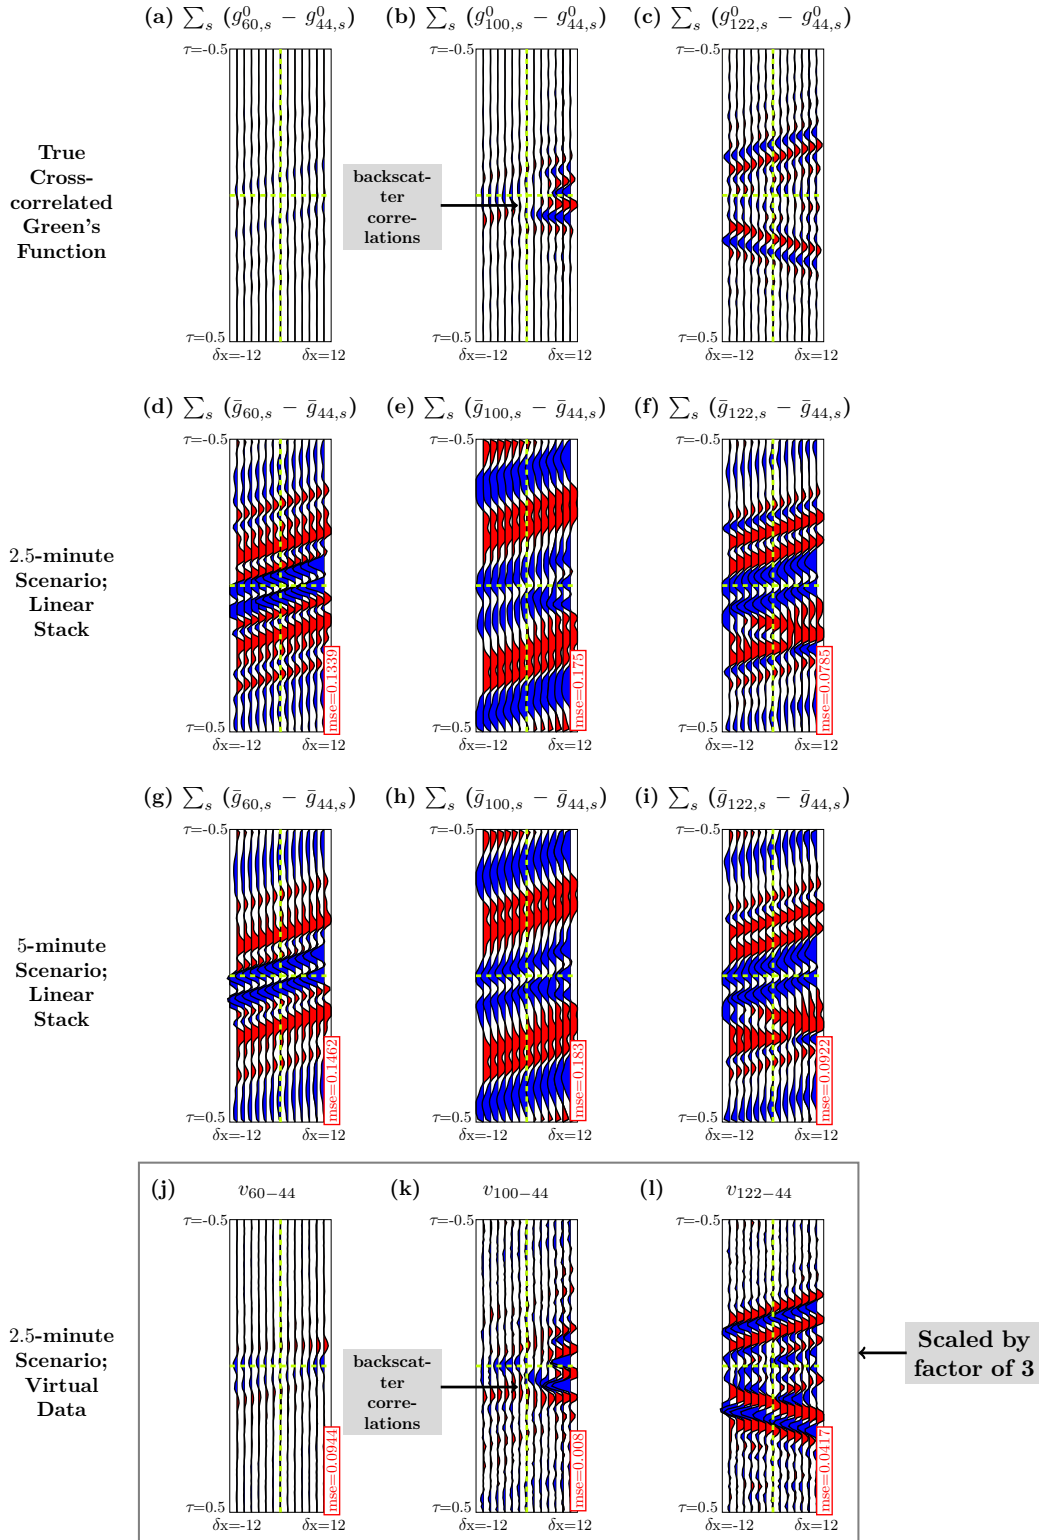 (a) ∑ₛ (g⁰₆₀,ₛ − g⁰₄₄,ₛ)
(b) ∑ₛ (g⁰₁₀₀,ₛ − g⁰₄₄,ₛ)
(c) ∑ₛ (g⁰₁₂₂,ₛ − g⁰₄₄,ₛ)
τ=-0.5
τ=-0.5
τ=-0.5
True
Cross-
correlated
Green's
Function
backscat-
ter
corre-
lations
τ=0.5
τ=0.5
τ=0.5
δx=-12 δx=12
δx=-12 δx=12
δx=-12 δx=12
(d) ∑ₛ (ḡ₆₀,ₛ − ḡ₄₄,ₛ)
(e) ∑ₛ (ḡ₁₀₀,ₛ − ḡ₄₄,ₛ)
(f) ∑ₛ (ḡ₁₂₂,ₛ − ḡ₄₄,ₛ)
τ=-0.5
τ=-0.5
τ=-0.5
2.5-minute
Scenario;
Linear
Stack
mse=0.1339
mse=0.175
mse=0.0785
τ=0.5
τ=0.5
τ=0.5
δx=-12 δx=12
δx=-12 δx=12
δx=-12 δx=12
(g) ∑ₛ (ḡ₆₀,ₛ − ḡ₄₄,ₛ)
(h) ∑ₛ (ḡ₁₀₀,ₛ − ḡ₄₄,ₛ)
(i) ∑ₛ (ḡ₁₂₂,ₛ − ḡ₄₄,ₛ)
τ=-0.5
τ=-0.5
τ=-0.5
5-minute
Scenario;
Linear
Stack
mse=0.1462
mse=0.183
mse=0.0922
τ=0.5
τ=0.5
τ=0.5
δx=-12 δx=12
δx=-12 δx=12
δx=-12 δx=12
(j) v₆₀₋₄₄
(k) v₁₀₀₋₄₄
(l) v₁₂₂₋₄₄
τ=-0.5
τ=-0.5
τ=-0.5
2.5-minute
Scenario;
Virtual
Data
backscat-
ter
corre-
lations
Scaled by
factor of 3
mse=0.0944
mse=0.008
mse=0.0417
τ=0.5
τ=0.5
τ=0.5
δx=-12 δx=12
δx=-12 δx=12
δx=-12 δx=12